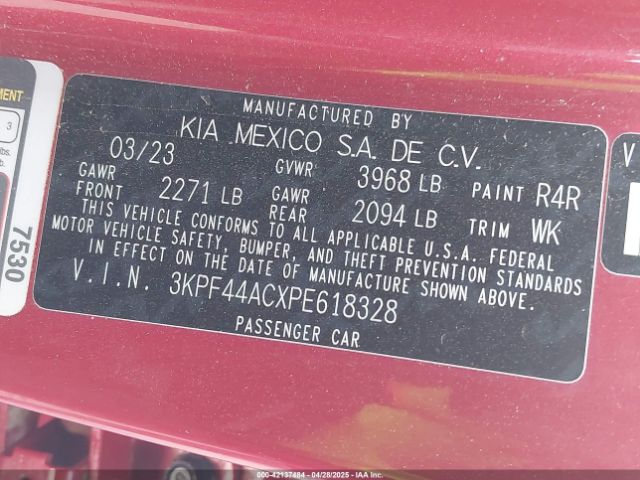 MENT
3
lbs.
7530
MANUFACTURED BY
KIA MEXICO S.A. DE C.V.
03/23 GVWR 3968 LB PAINT R4R
GAWR FRONT 2271 LB GAWR REAR 2094 LB TRIM WK
THIS VEHICLE CONFORMS TO ALL APPLICABLE U.S.A. FEDERAL
MOTOR VEHICLE SAFETY, BUMPER, AND THEFT PREVENTION STANDARDS
IN EFFECT ON THE DATE OF MANUFACTURE SHOWN ABOVE.
V.I.N. 3KPF44ACXPE618328
PASSENGER CAR
V
000-42137484 04/28/2025 IAAI.COM